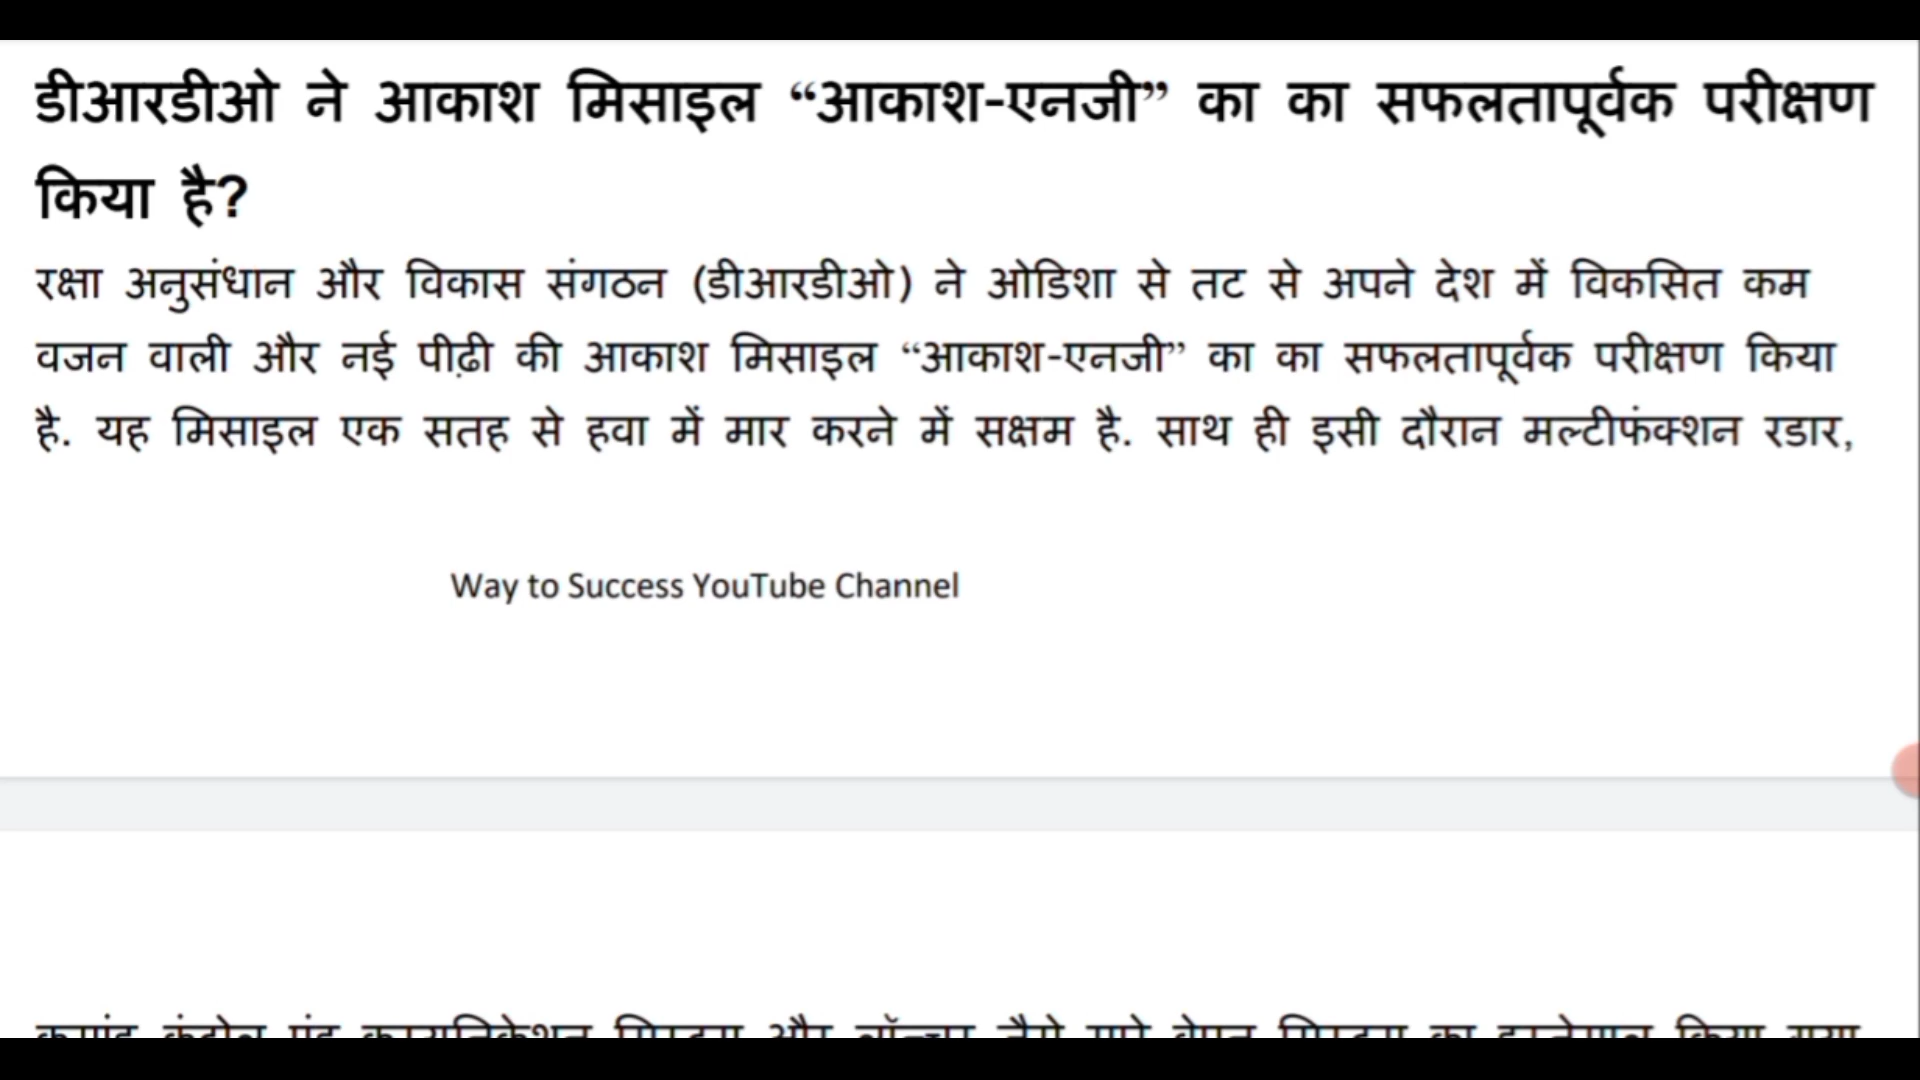 डीआरडीओ ने आकाश मिसाइल “आकाश-एनजी” का का सफलतापूर्वक परीक्षण
किया है?
रक्षा अनुसंधान और विकास संगठन (डीआरडीओ) ने ओडिशा से तट से अपने देश में विकसित कम
वजन वाली और नई पीढ़ी की आकाश मिसाइल “आकाश-एनजी” का का सफलतापूर्वक परीक्षण किया
है. यह मिसाइल एक सतह से हवा में मार करने में सक्षम है. साथ ही इसी दौरान मल्टीफंक्शन रडार,
Way to Success YouTube Channel